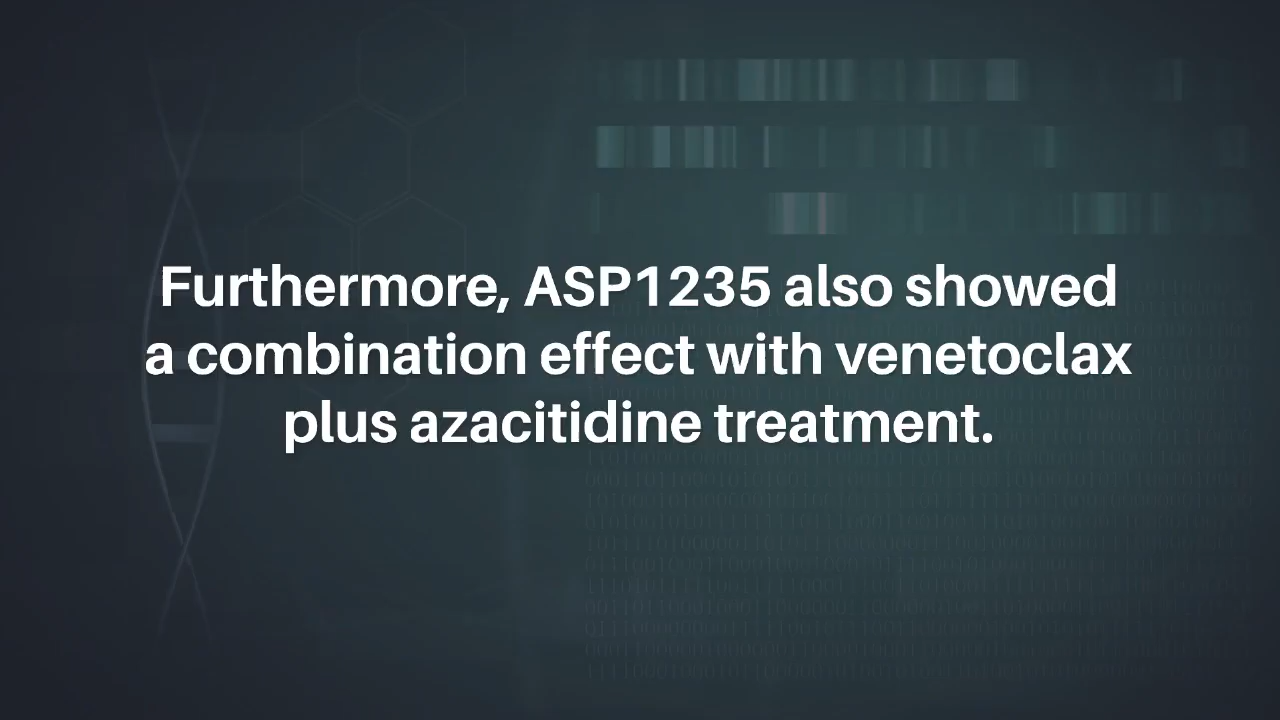 Furthermore, ASP1235 also showed
a combination effect with venetoclax
plus azacitidine treatment.